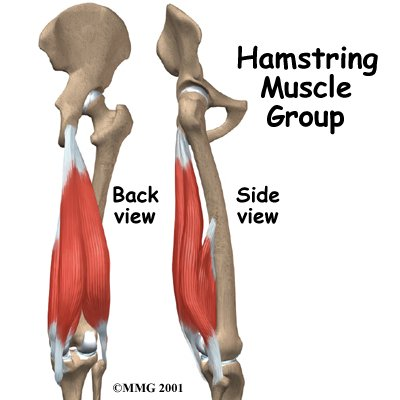 Hamstring
Muscle
Group
Back
view
Side
view
©MMG 2001